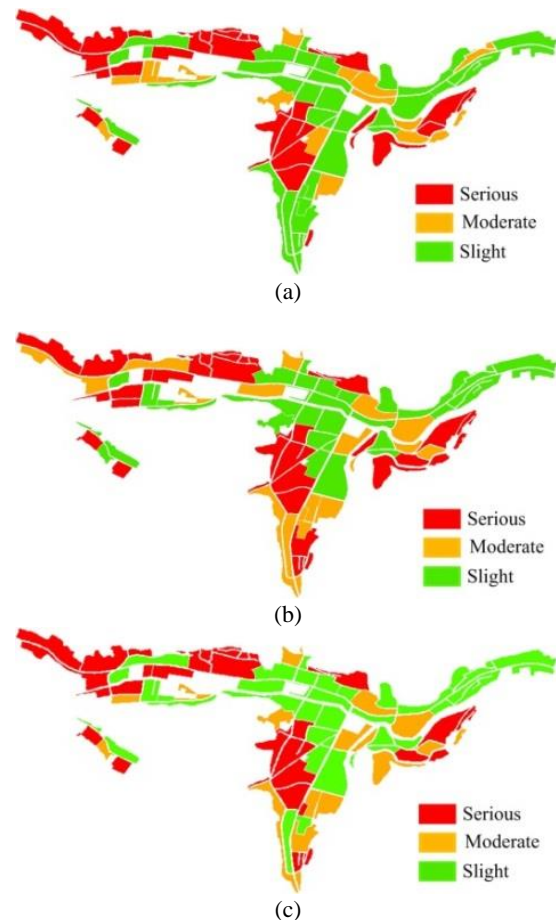 Serious
Moderate
Slight
(a)
Serious
Moderate
Slight
(b)
Serious
Moderate
Slight
(c)